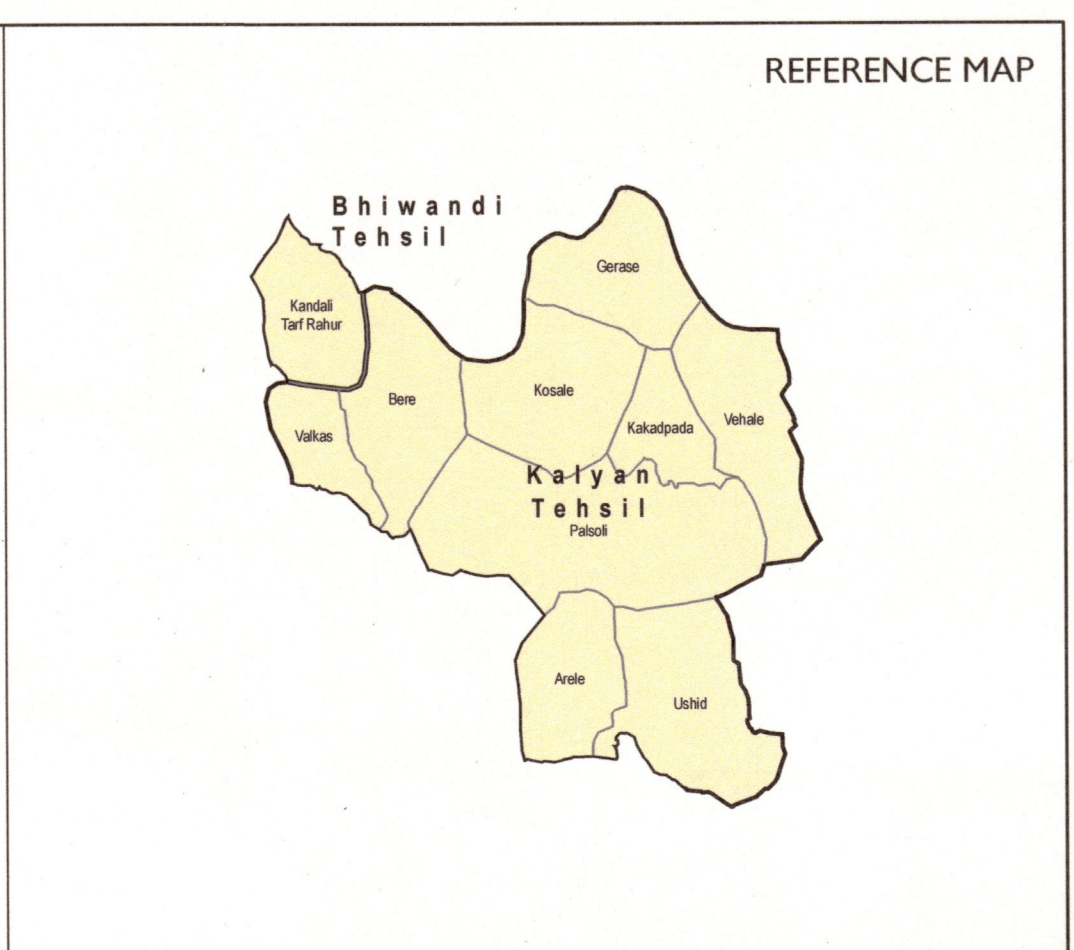 REFERENCE MAP
Bhiwandi
Tehsil
Gerase
Kandali
Tarf Rahur
Kosale
Bere
Vehale
Kakadpada
Valkas
Kalyan
Tehsil
Palsoli
Arele
Ushid